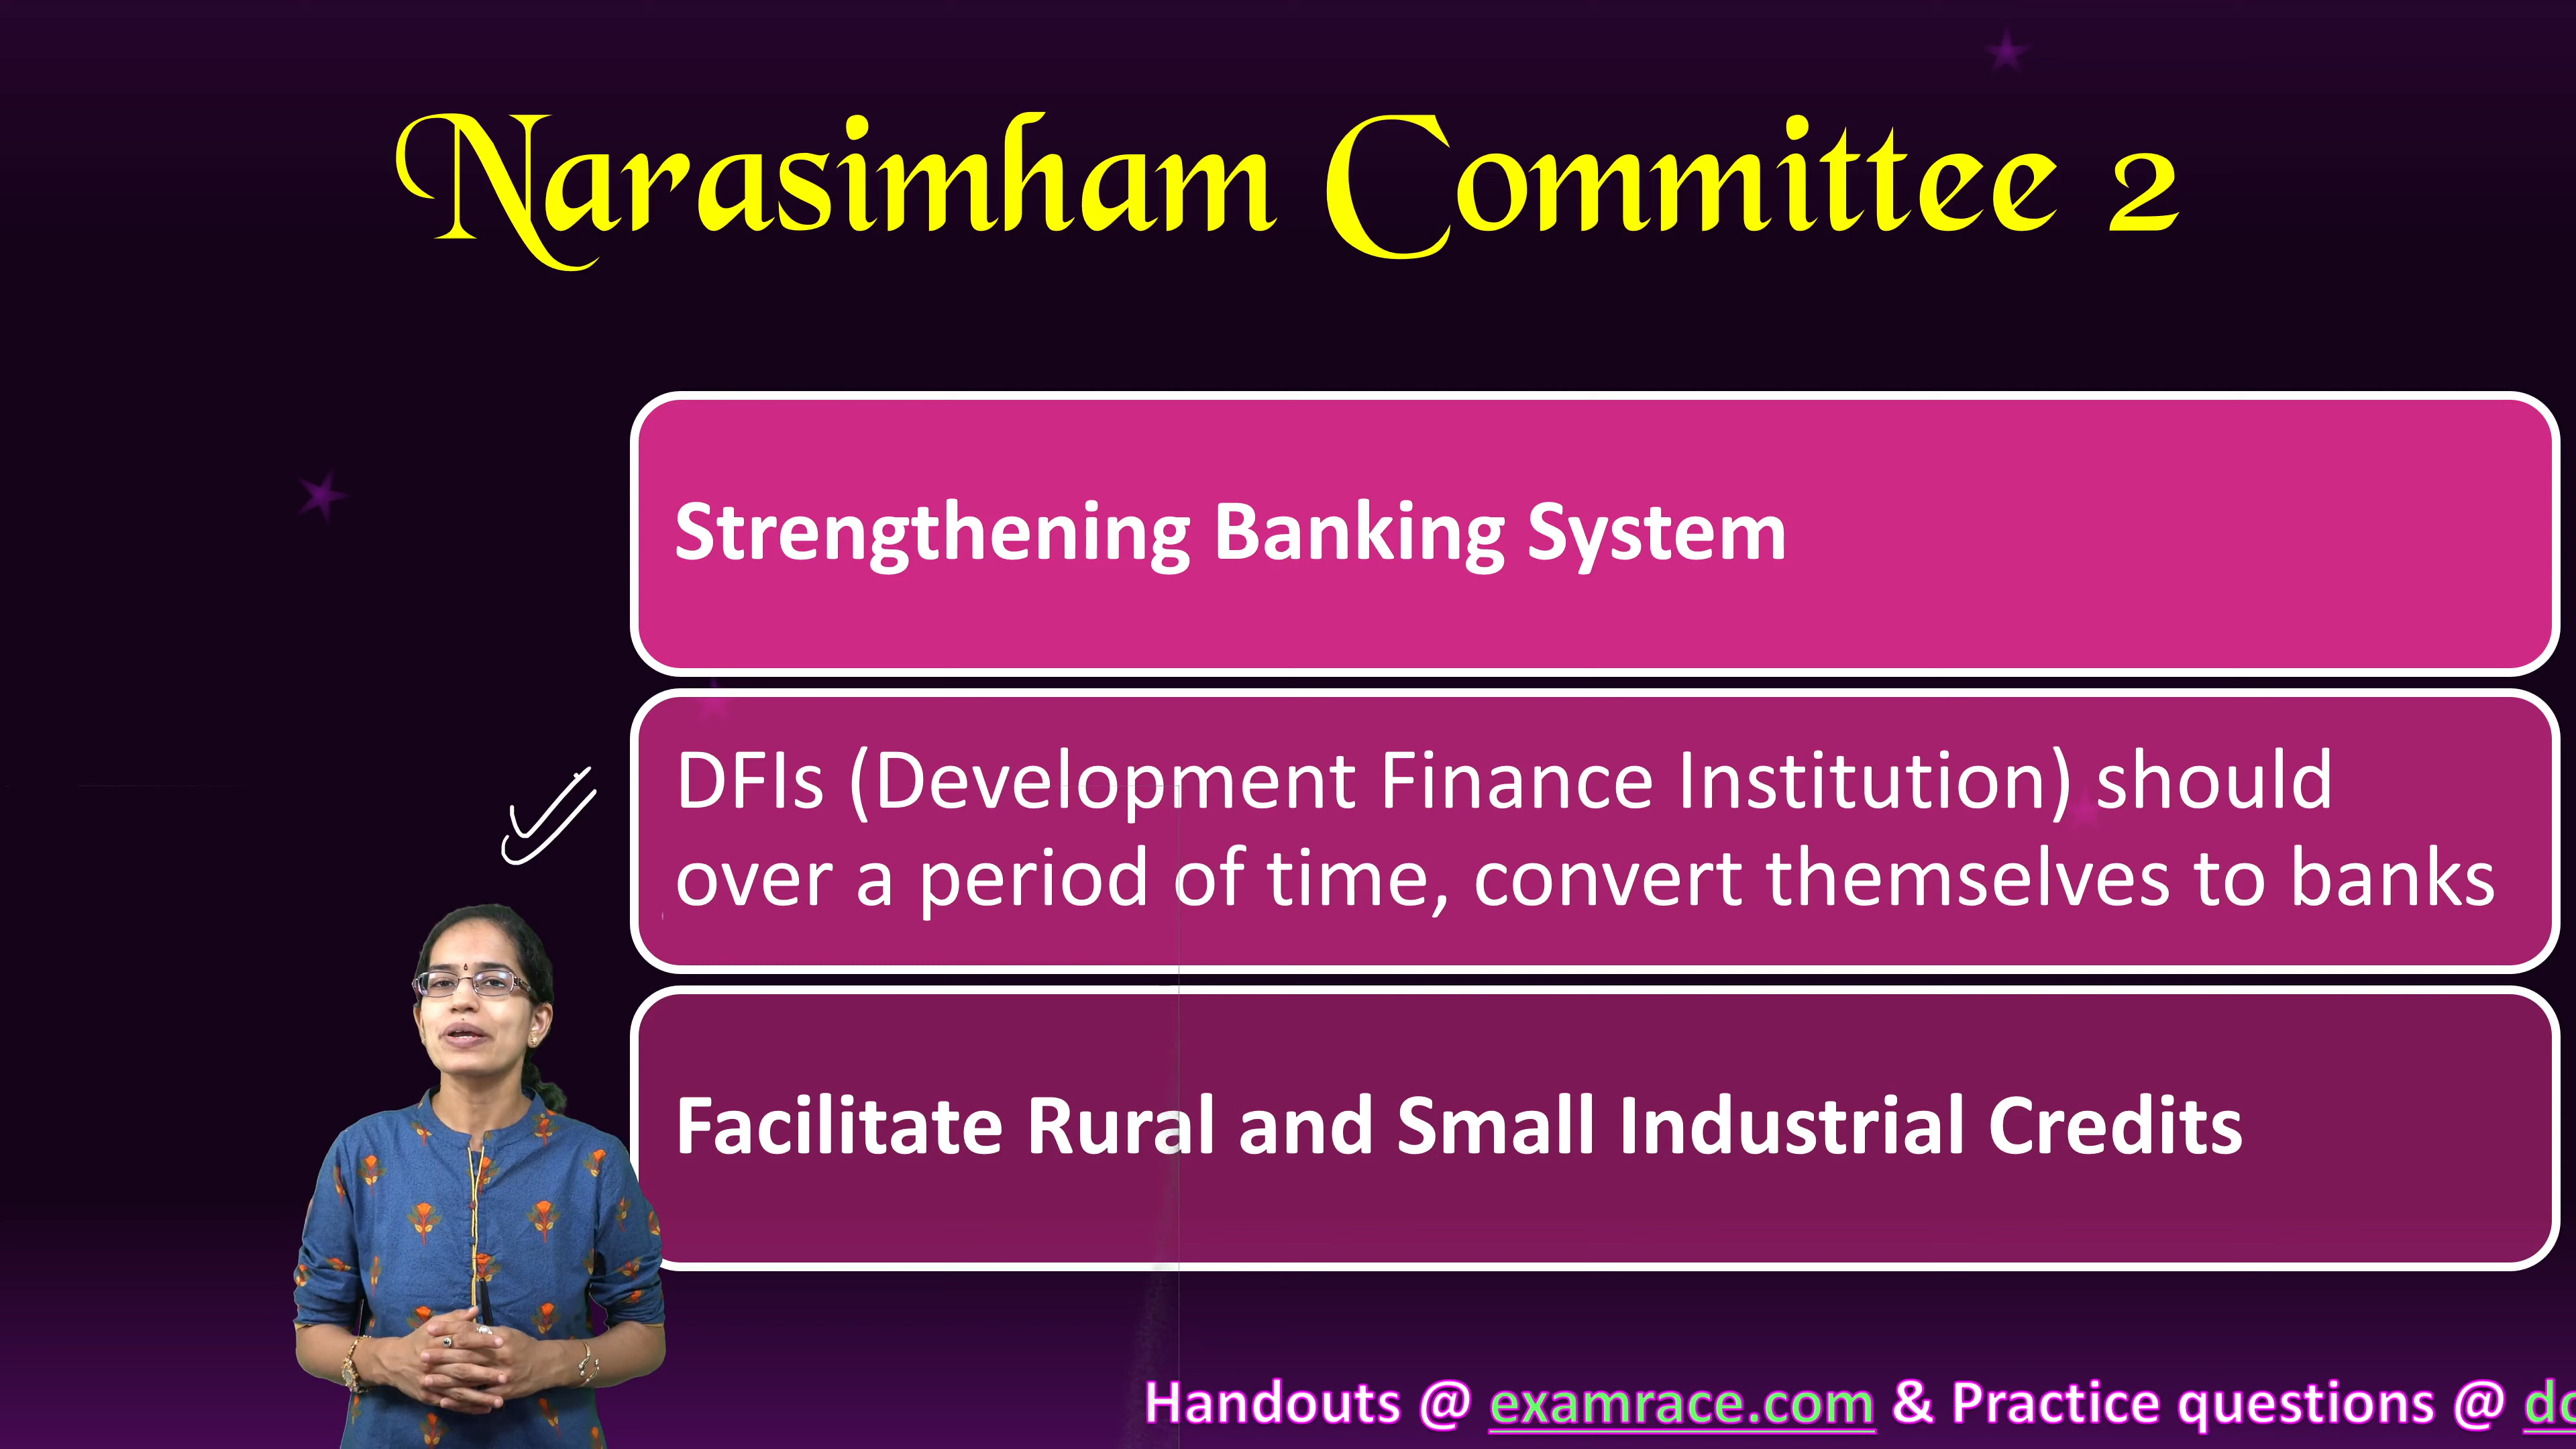 Narasimham Committee 2
Strengthening Banking System
DFIs (Development Finance Institution) should
over a period of time, convert themselves to banks
Facilitate Rural and Small Industrial Credits
Handouts @ examrace.com & Practice questions @